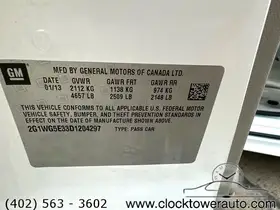 GM
MFD BY GENERAL MOTORS OF CANADA LTD.
DATE GVWR GAWR FRT GAWR RR
01/13 2112 KG 1138 KG 974 KG
4657 LB 2509 LB 2148 LB
THIS VEHICLE CONFORMS TO ALL APPLICABLE U.S. FEDERAL MOTOR
VEHICLE SAFETY, BUMPER, AND THEFT PREVENTION STANDARDS
IN EFFECT ON THE DATE OF MANUFACTURE SHOWN ABOVE.
2G1WG5E33D1204297 TYPE: PASS CAR
(402) 563 - 3602 www.clocktowerauto.com